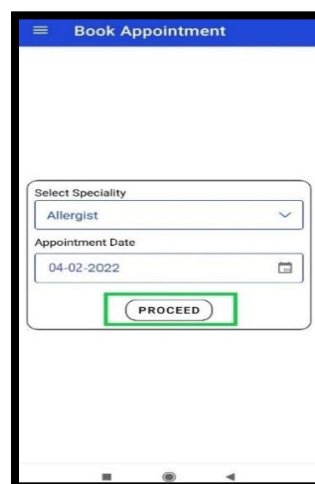 Book Appointment
Select Speciality
Allergist
Appointment Date
04-02-2022
PROCEED